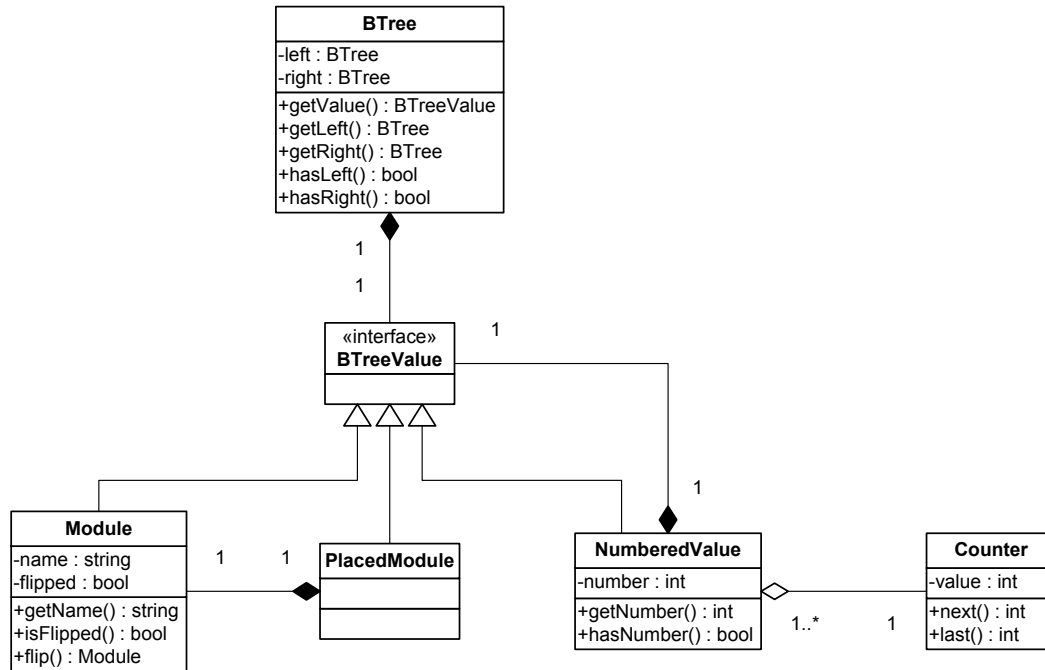 BTree
-left : BTree
-right : BTree
+getValue() : BTreeValue
+getLeft() : BTree
+getRight() : BTree
+hasLeft() : bool
+hasRight() : bool
1
1
«interface»
BTreeValue
1
1
Module
-name : string
-flipped : bool
+getName() : string
+isFlipped() : bool
+flip() : Module
1
1
PlacedModule
NumberedValue
-number : int
+getNumber() : int
+hasNumber() : bool
1..*
1
Counter
-value : int
+next() : int
+last() : int